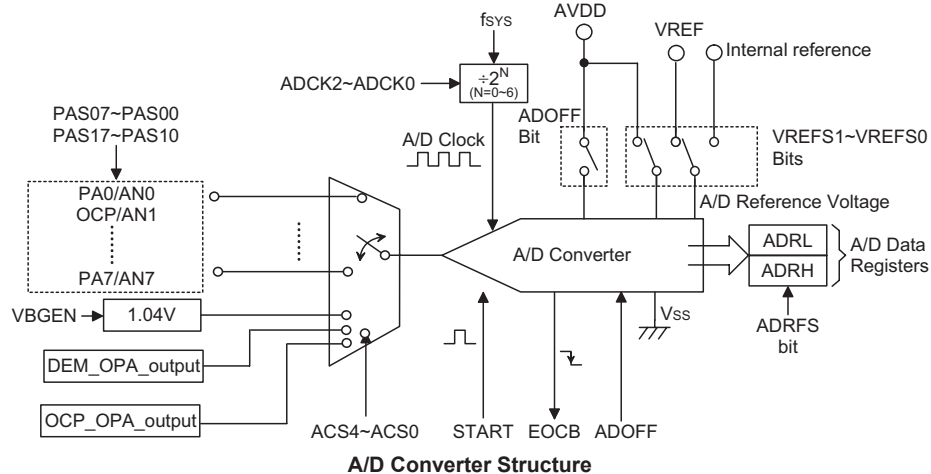 fSYS
AVDD
VREF
Internal reference
ADCK2~ADCK0
÷2^N
(N=0~6)
ADOFF
Bit
VREFS1~VREFS0
Bits
PAS07~PAS00
PAS17~PAS10
A/D Clock
PA0/AN0
OCP/AN1
PA7/AN7
A/D Reference Voltage
A/D Converter
ADRL
ADRH
A/D Data
Registers
VBGEN
1.04V
VSS
ADRFS
bit
DEM_OPA_output
OCP_OPA_output
ACS4~ACS0
START
EOCB
ADOFF
A/D Converter Structure